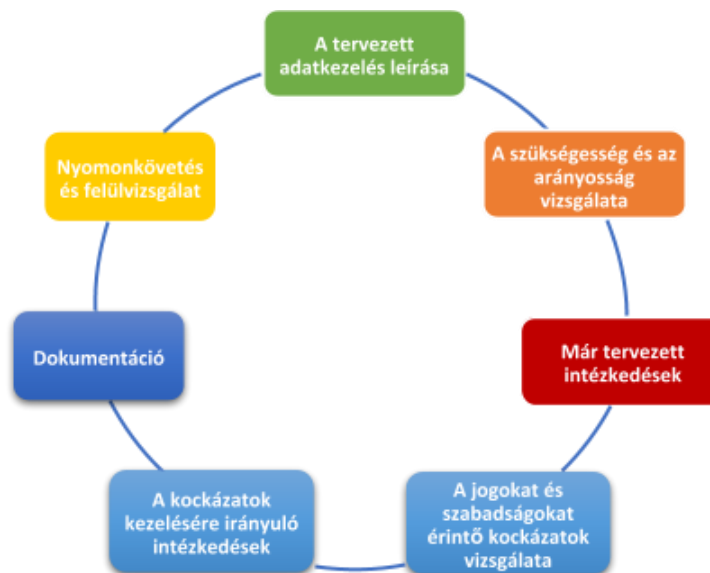 A tervezett
adatkezelés leírása
A szükségesség és az
arányosság
vizsgálata
Már tervezett
intézkedések
A jogokat és
szabadságokat
érintő kockázatok
vizsgálata
A kockázatok
kezelésére irányuló
intézkedések
Dokumentáció
Nyomonkövetés
és felülvizsgálat